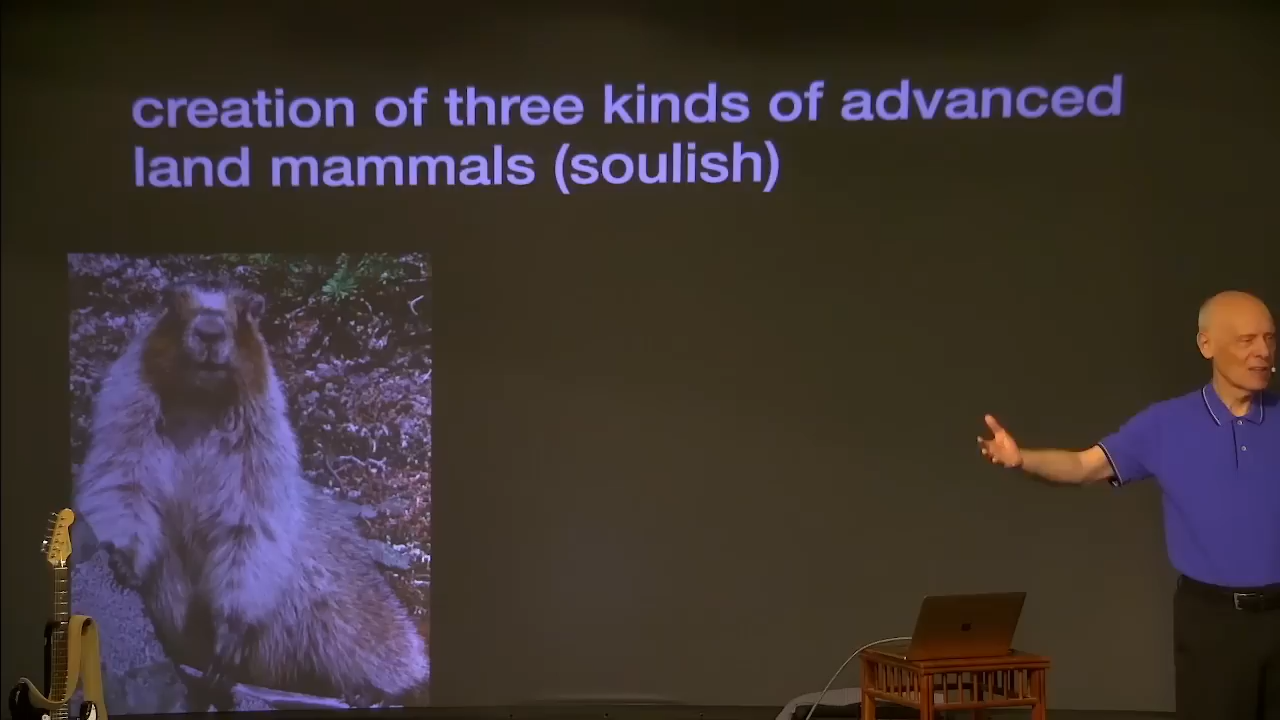 creation of three kinds of advanced
land mammals (soulish)